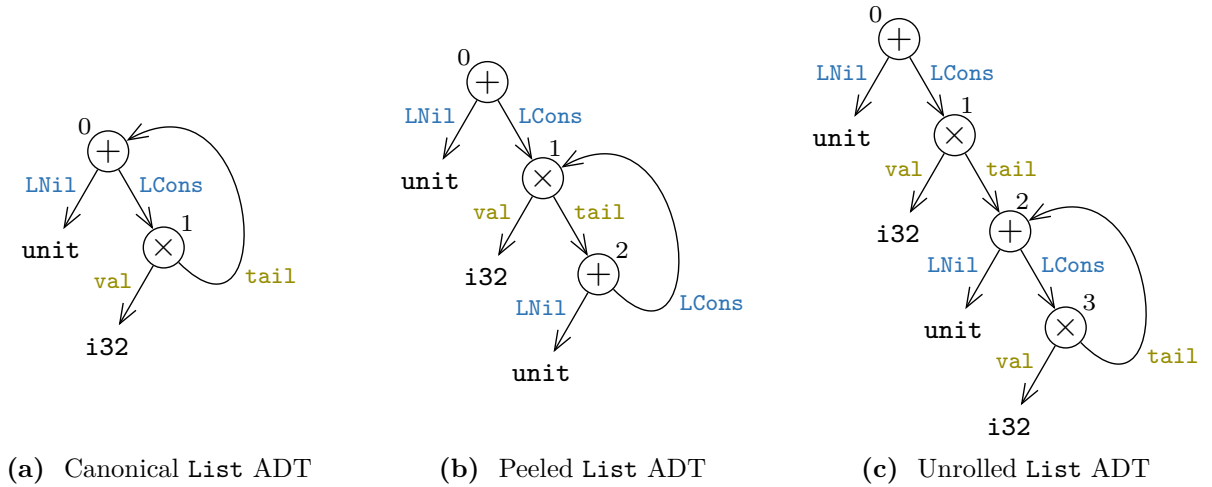 0
LNil LCons
1
unit
val tail
i32
(a) Canonical List ADT
0
LNil LCons
1
unit
val tail
2
i32
LNil LCons
unit
(b) Peeled List ADT
0
LNil LCons
1
unit
val tail
2
i32
LNil LCons
3
unit
val tail
i32
(c) Unrolled List ADT